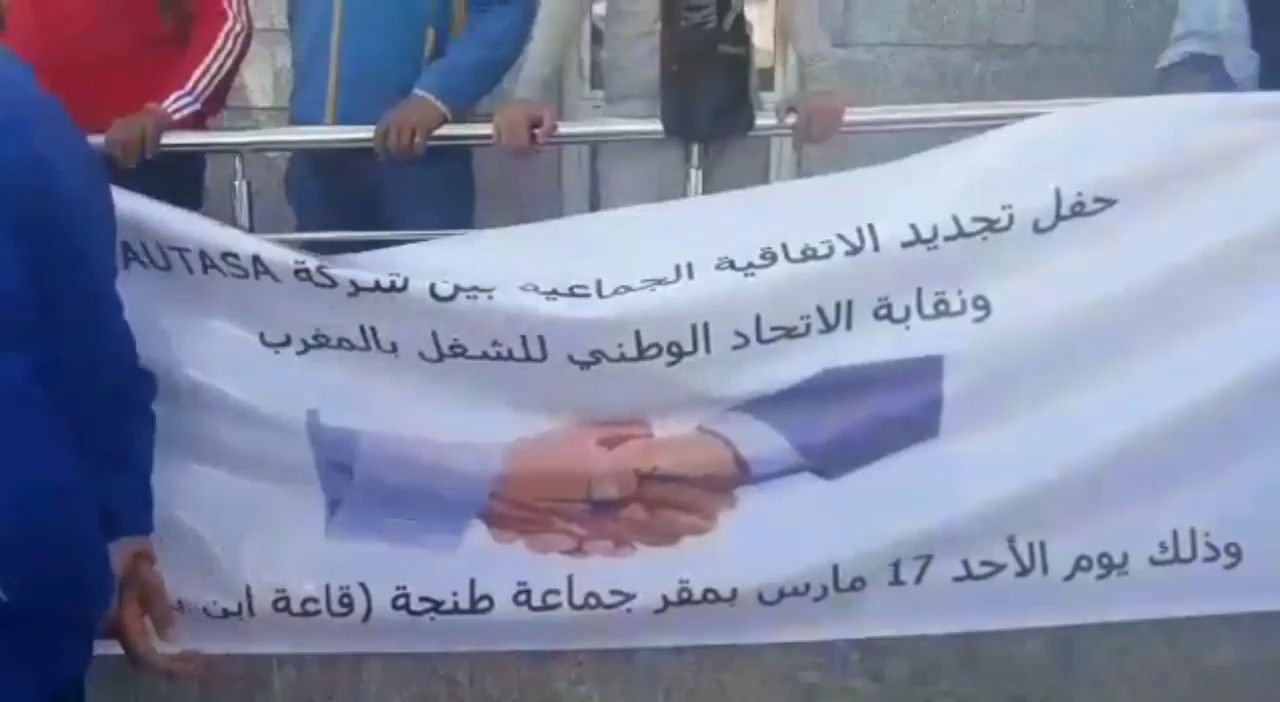 حفل تجديد الاتفاقية الجماعية بين شركة AUTASA
ونقابة الاتحاد الوطني للشغل بالمغرب
وذلك يوم الأحد 17 مارس بمقر جماعة طنجة (قاعة ابن